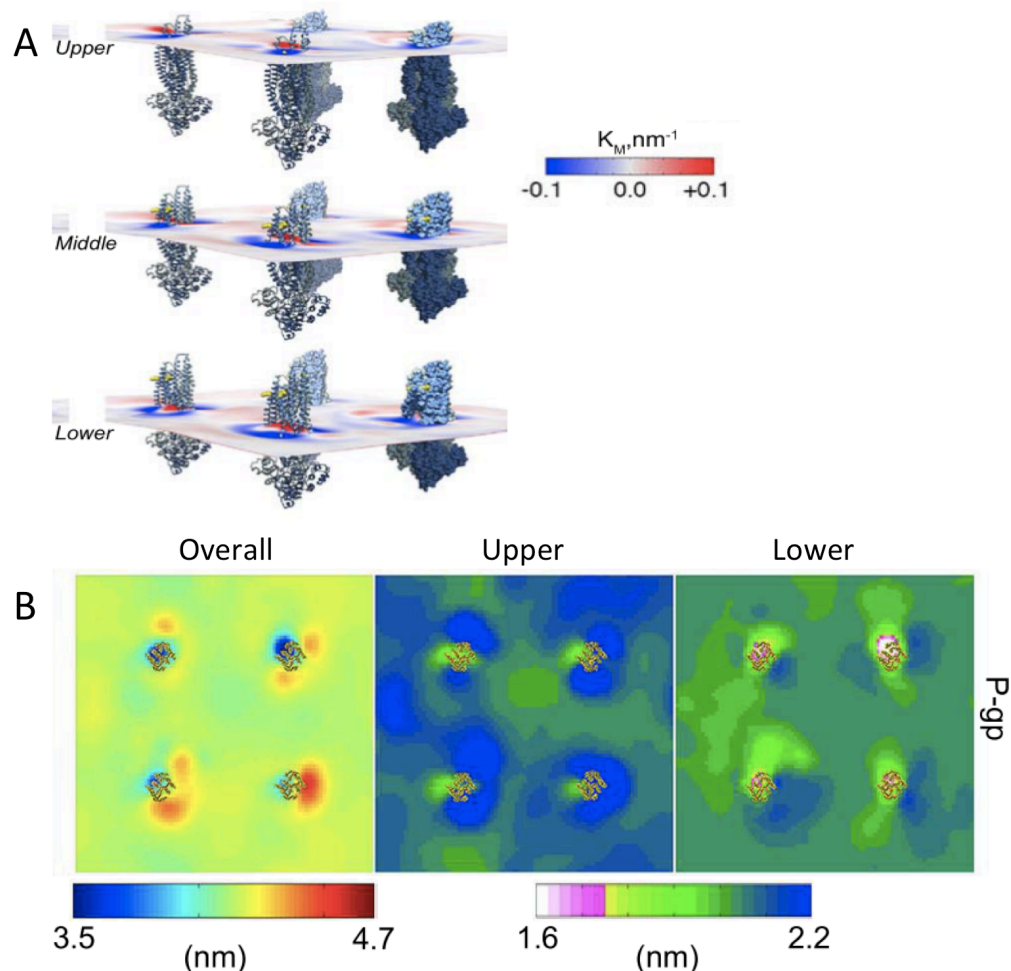 A
Upper
K_M,nm⁻¹
-0.1 0.0 +0.1
Middle
Lower
Overall Upper Lower
B
P-gp
3.5 4.7 1.6 2.2
(nm) (nm)